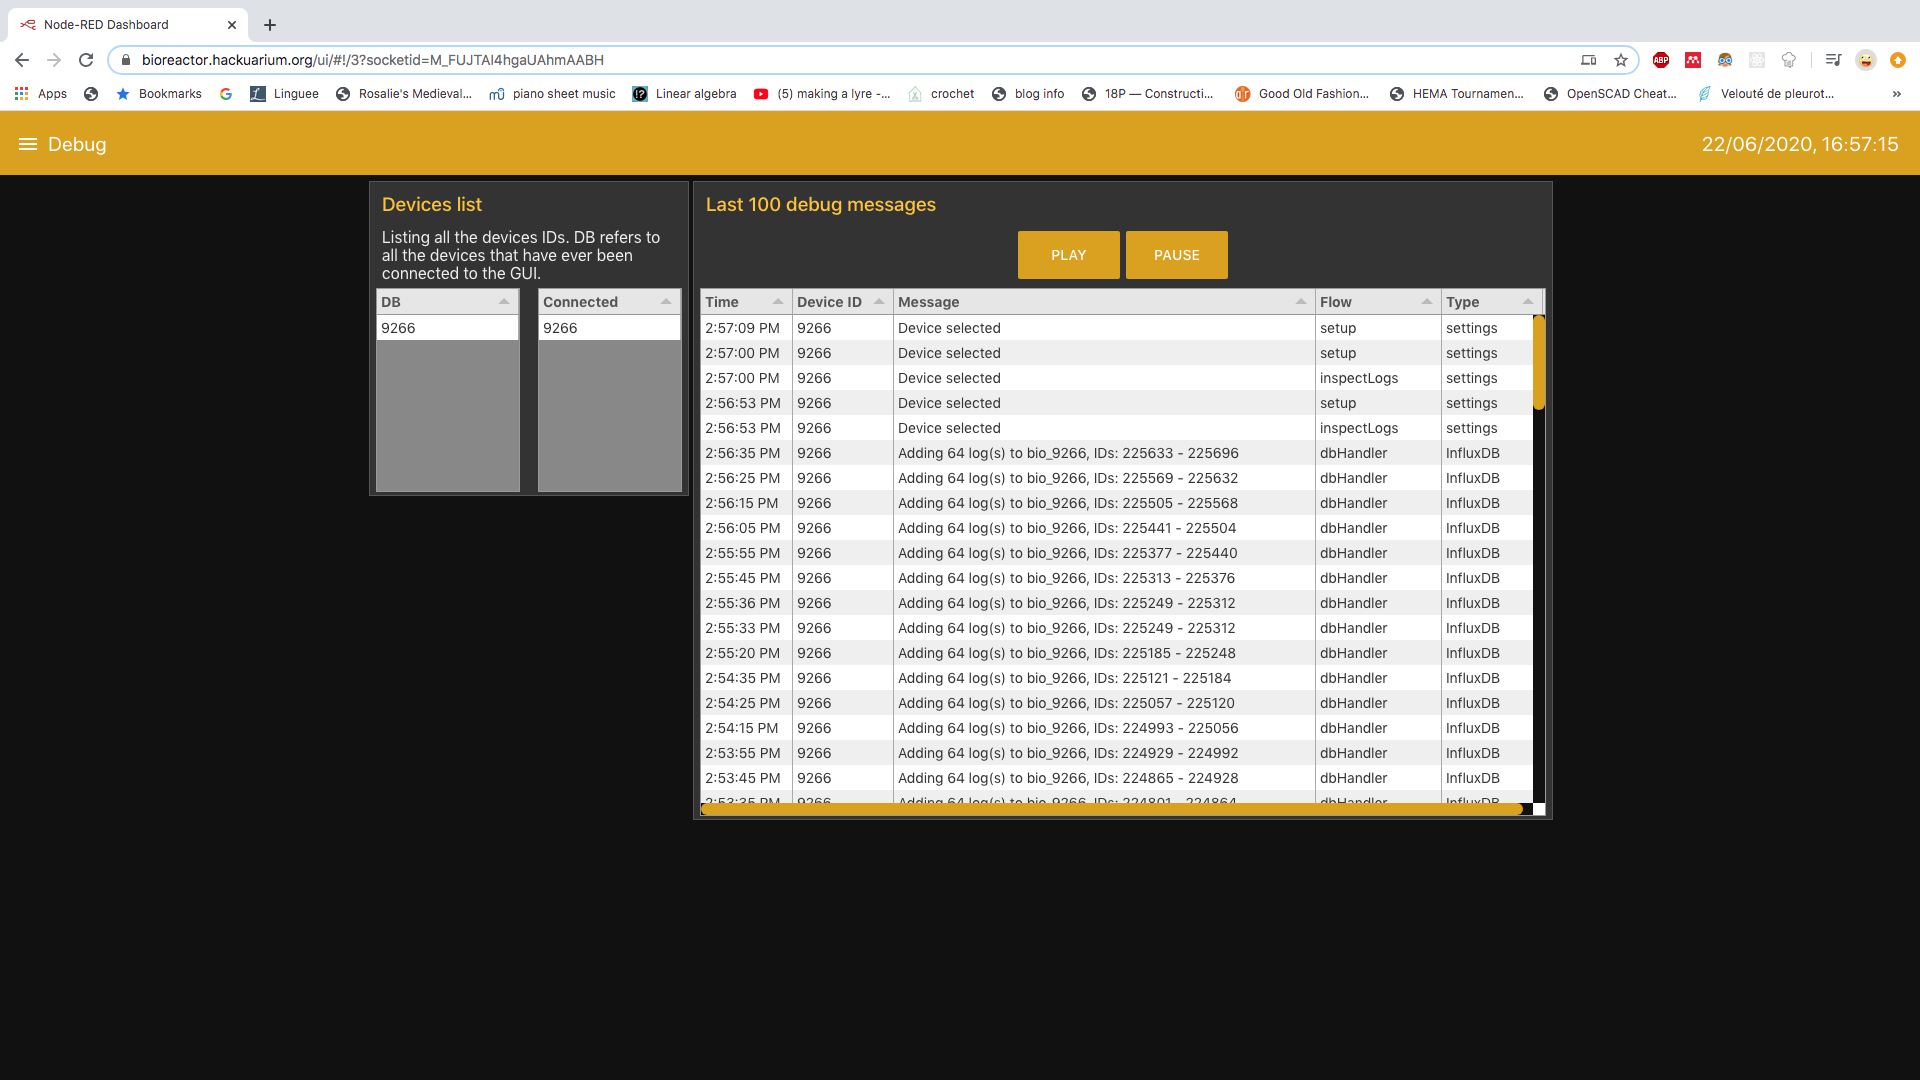 Node-RED Dashboard
bioreactor.hackuarium.org/ui/#!/3?socketid=M_FUJTAI4hgaUAhmAABH
ABP
Apps
Bookmarks
Linguee
Rosalie's Medieval...
piano sheet music
Linear algebra
(5) making a lyre -...
crochet
blog info
18P — Constructi...
Good Old Fashion...
HEMA Tournamen...
OpenSCAD Cheat...
Velouté de pleurot...
»
Debug
22/06/2020, 16:57:15
Devices list
Listing all the devices IDs. DB refers to
all the devices that have ever been
connected to the GUI.
DB Connected
9266 9266
Last 100 debug messages
PLAY PAUSE
Time Device ID Message Flow Type
2:57:09 PM 9266 Device selected setup settings
2:57:00 PM 9266 Device selected setup settings
2:57:00 PM 9266 Device selected inspectLogs settings
2:56:53 PM 9266 Device selected setup settings
2:56:53 PM 9266 Device selected inspectLogs settings
2:56:35 PM 9266 Adding 64 log(s) to bio_9266, IDs: 225633 - 225696 dbHandler InfluxDB
2:56:25 PM 9266 Adding 64 log(s) to bio_9266, IDs: 225569 - 225632 dbHandler InfluxDB
2:56:15 PM 9266 Adding 64 log(s) to bio_9266, IDs: 225505 - 225568 dbHandler InfluxDB
2:56:05 PM 9266 Adding 64 log(s) to bio_9266, IDs: 225441 - 225504 dbHandler InfluxDB
2:55:55 PM 9266 Adding 64 log(s) to bio_9266, IDs: 225377 - 225440 dbHandler InfluxDB
2:55:45 PM 9266 Adding 64 log(s) to bio_9266, IDs: 225313 - 225376 dbHandler InfluxDB
2:55:36 PM 9266 Adding 64 log(s) to bio_9266, IDs: 225249 - 225312 dbHandler InfluxDB
2:55:33 PM 9266 Adding 64 log(s) to bio_9266, IDs: 225249 - 225312 dbHandler InfluxDB
2:55:20 PM 9266 Adding 64 log(s) to bio_9266, IDs: 225185 - 225248 dbHandler InfluxDB
2:54:35 PM 9266 Adding 64 log(s) to bio_9266, IDs: 225121 - 225184 dbHandler InfluxDB
2:54:25 PM 9266 Adding 64 log(s) to bio_9266, IDs: 225057 - 225120 dbHandler InfluxDB
2:54:15 PM 9266 Adding 64 log(s) to bio_9266, IDs: 224993 - 225056 dbHandler InfluxDB
2:53:55 PM 9266 Adding 64 log(s) to bio_9266, IDs: 224929 - 224992 dbHandler InfluxDB
2:53:45 PM 9266 Adding 64 log(s) to bio_9266, IDs: 224865 - 224928 dbHandler InfluxDB
2:53:35 PM 9266 Adding 64 log(s) to bio_9266, IDs: 224801 - 224864 dbHandler InfluxDB